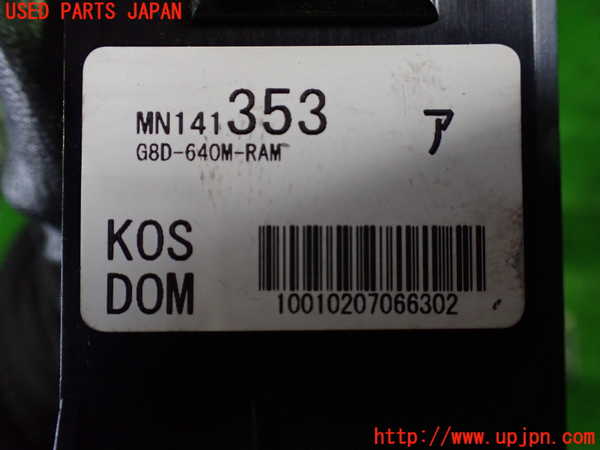 USED PARTS JAPAN
MN141353 ア
G8D-640M-RAM
KOS
DOM
10010207066302
http://www.upjpn.com/